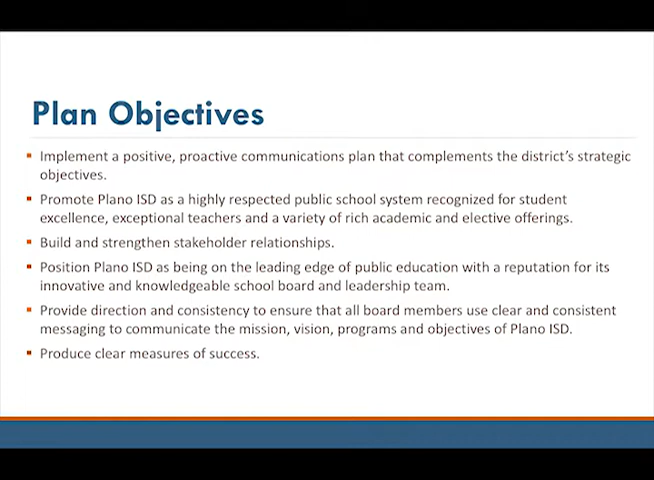 Plan Objectives
Implement a positive, proactive communications plan that complements the district's strategic
objectives.
Promote Plano ISD as a highly respected public school system recognized for student
excellence, exceptional teachers and a variety of rich academic and elective offerings.
Build and strengthen stakeholder relationships.
Position Plano ISD as being on the leading edge of public education with a reputation for its
innovative and knowledgeable school board and leadership team.
Provide direction and consistency to ensure that all board members use clear and consistent
messaging to communicate the mission, vision, programs and objectives of Plano ISD.
Produce clear measures of success.